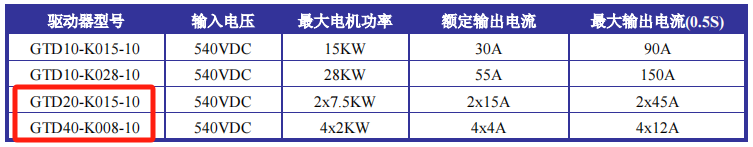 驱动器型号 输入电压 最大电机功率 额定输出电流 最大输出电流(0.5S)
GTD10-K015-10 540VDC 15KW 30A 90A
GTD10-K028-10 540VDC 28KW 55A 150A
GTD20-K015-10 540VDC 2x7.5KW 2x15A 2x45A
GTD40-K008-10 540VDC 4x2KW 4x4A 4x12A